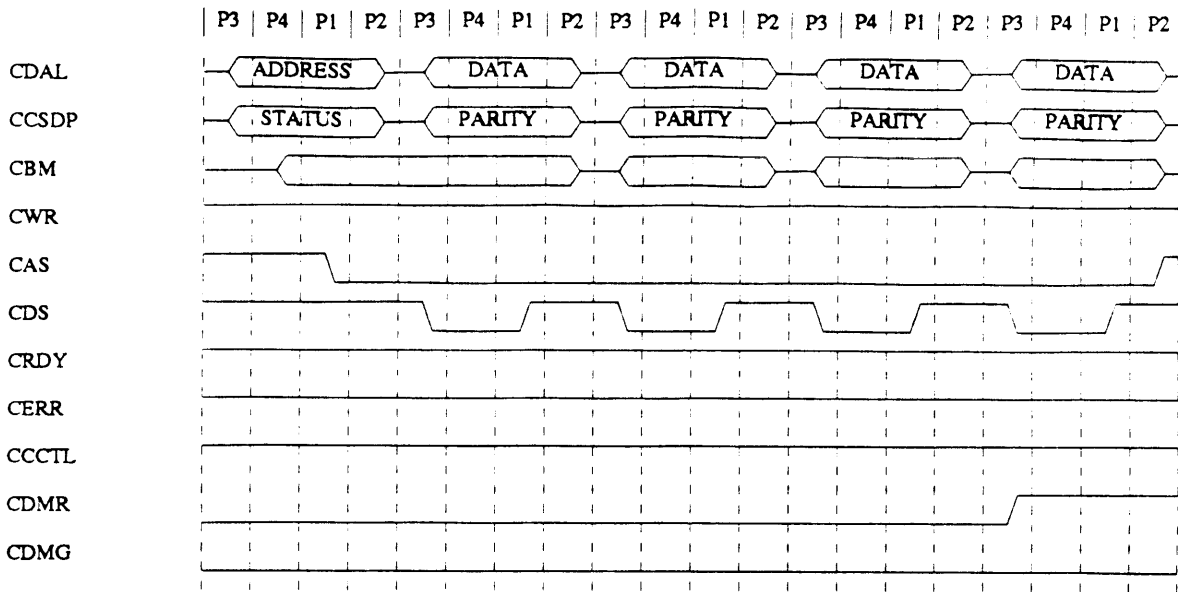 P3 P4 P1 P2 P3 P4 P1 P2 P3 P4 P1 P2 P3 P4 P1 P2 P3 P4 P1 P2
CDAL ADDRESS DATA DATA DATA DATA
CCSDP STATUS PARITY PARITY PARITY PARITY
CBM
CWR
CAS
CDS
CRDY
CERR
CCCTL
CDMR
CDMG